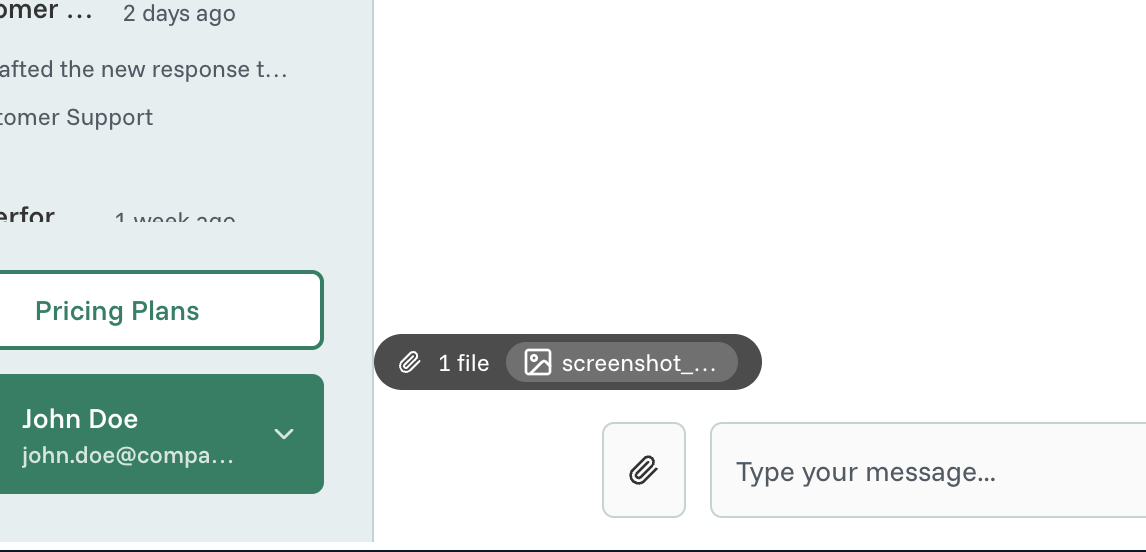 omer ... 2 days ago
afted the new response t...
tomer Support
erfor 1 week ago
Pricing Plans
John Doe
john.doe@compa...
1 file screenshot_...
Type your message...